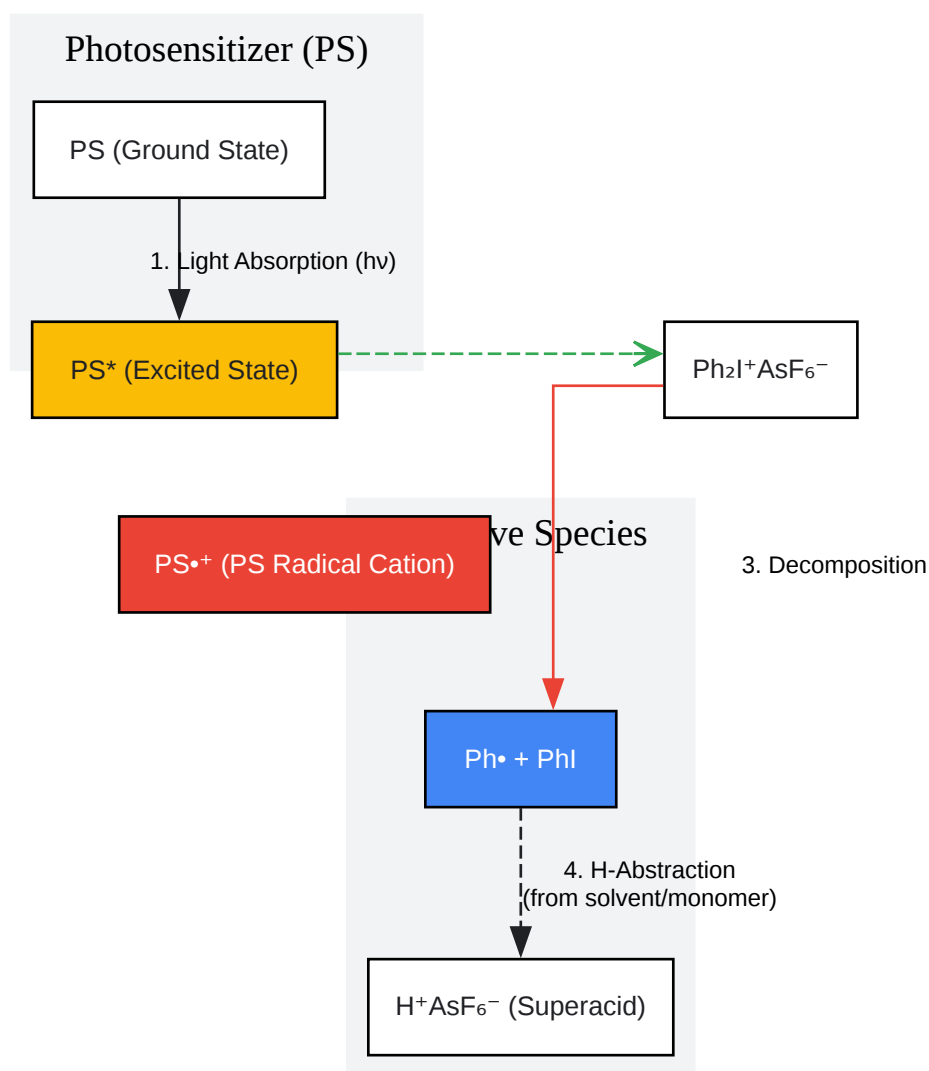 Photosensitizer (PS)
PS (Ground State)
1. Light Absorption (hν)
PS* (Excited State)
Ph₂I⁺AsF₆⁻
Species
PS•⁺ (PS Radical Cation)
3. Decomposition
Ph• + PhI
4. H-Abstraction
(from solvent/monomer)
H⁺AsF₆⁻ (Superacid)